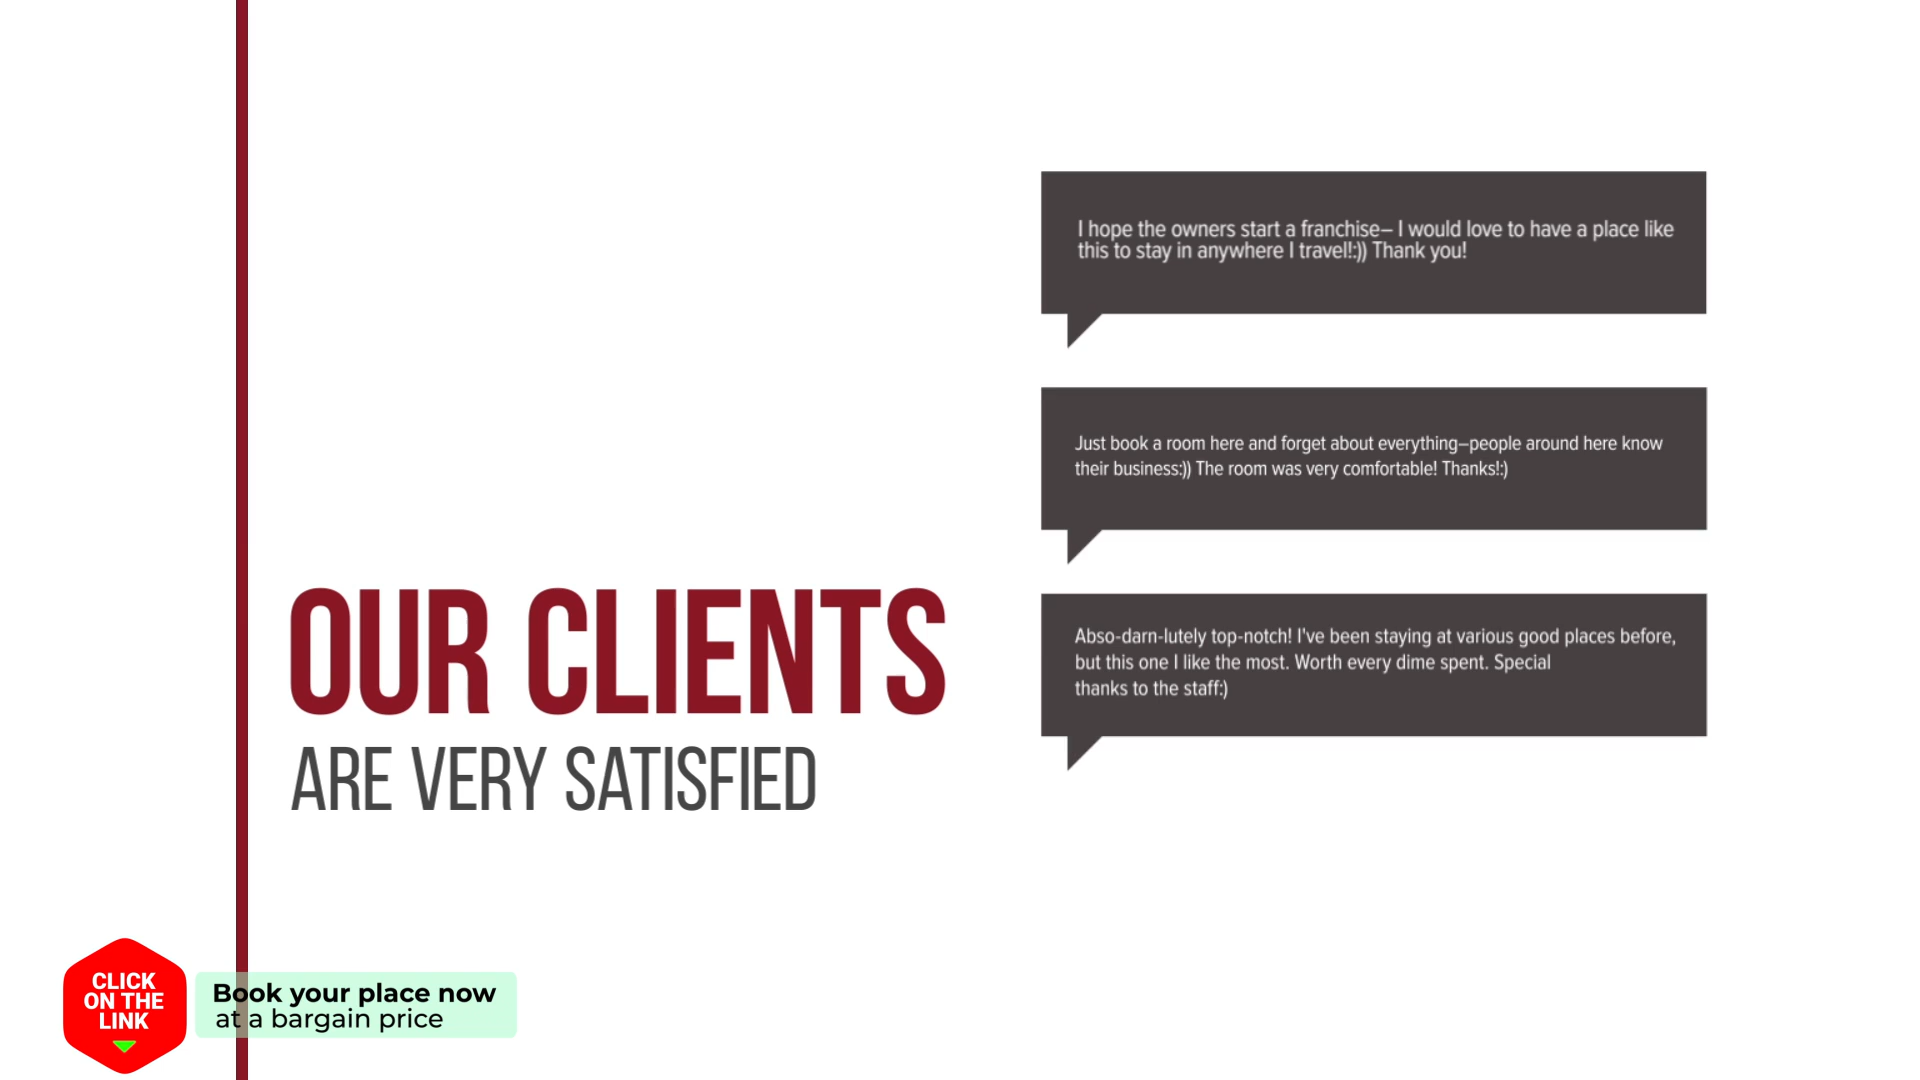 I hope the owners start a franchise– I would love to have a place like
this to stay in anywhere I travel!:)) Thank you!
Just book a room here and forget about everything–people around here know
their business:)) The room was very comfortable! Thanks!:)
Abso-darn-lutely top-notch! I've been staying at various good places before,
but this one I like the most. Worth every dime spent. Special
thanks to the staff:)
OUR CLIENTS
ARE VERY SATISFIED
CLICK
ON THE
LINK
Book your place now
at a bargain price